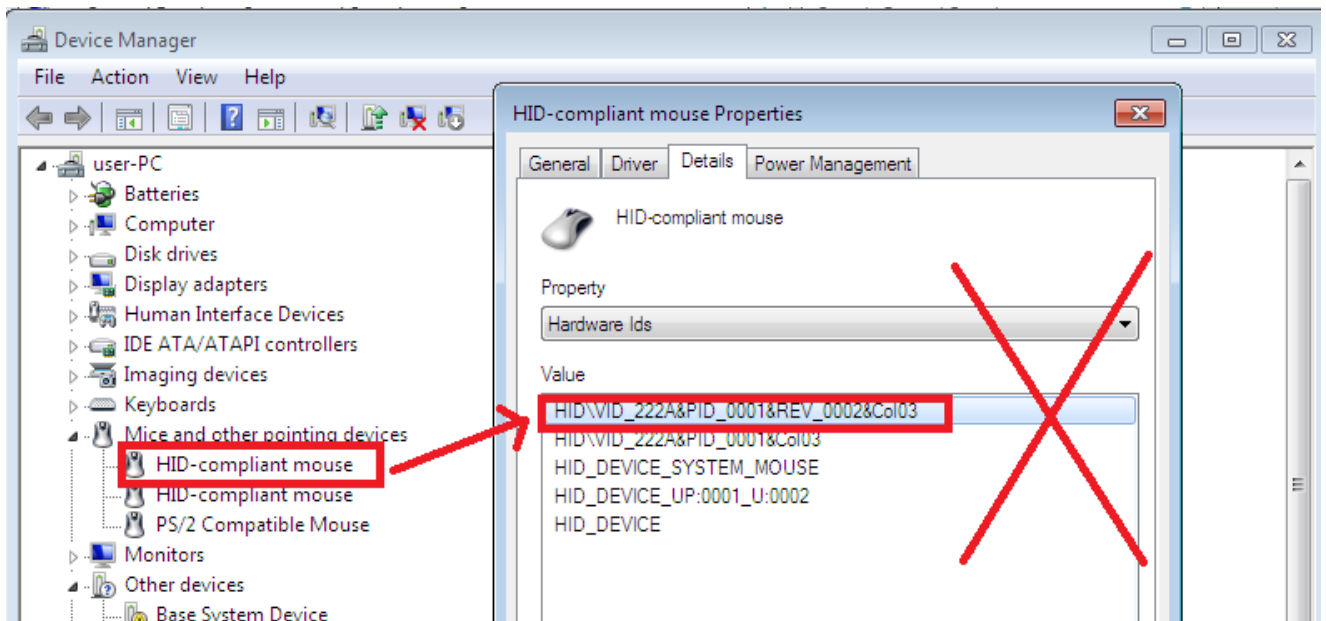 Device Manager
File Action View Help
user-PC
Batteries
Computer
Disk drives
Display adapters
Human Interface Devices
IDE ATA/ATAPI controllers
Imaging devices
Keyboards
Mice and other pointing devices
HID-compliant mouse
HID-compliant mouse
PS/2 Compatible Mouse
Monitors
Other devices
Base System Device
HID-compliant mouse Properties
General Driver Details Power Management
HID-compliant mouse
Property
Hardware Ids
Value
HID\VID_222A&PID_0001&REV_0002&Col03
HID\VID_222A&PID_0001&Col03
HID_DEVICE_SYSTEM_MOUSE
HID_DEVICE_UP:0001_U:0002
HID_DEVICE